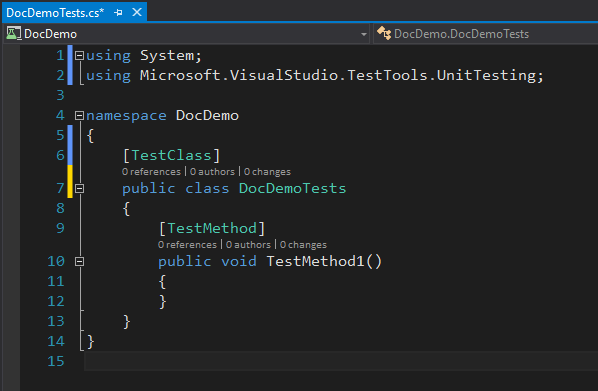 DocDemoTests.cs*
DocDemo DocDemo.DocDemoTests
1 using System;
2 using Microsoft.VisualStudio.TestTools.UnitTesting;
3
4 namespace DocDemo
5 {
6 [TestClass]
0 references | 0 authors | 0 changes
7 public class DocDemoTests
8 {
9 [TestMethod]
0 references | 0 authors | 0 changes
10 public void TestMethod1()
11 {
12 }
13 }
14 }
15